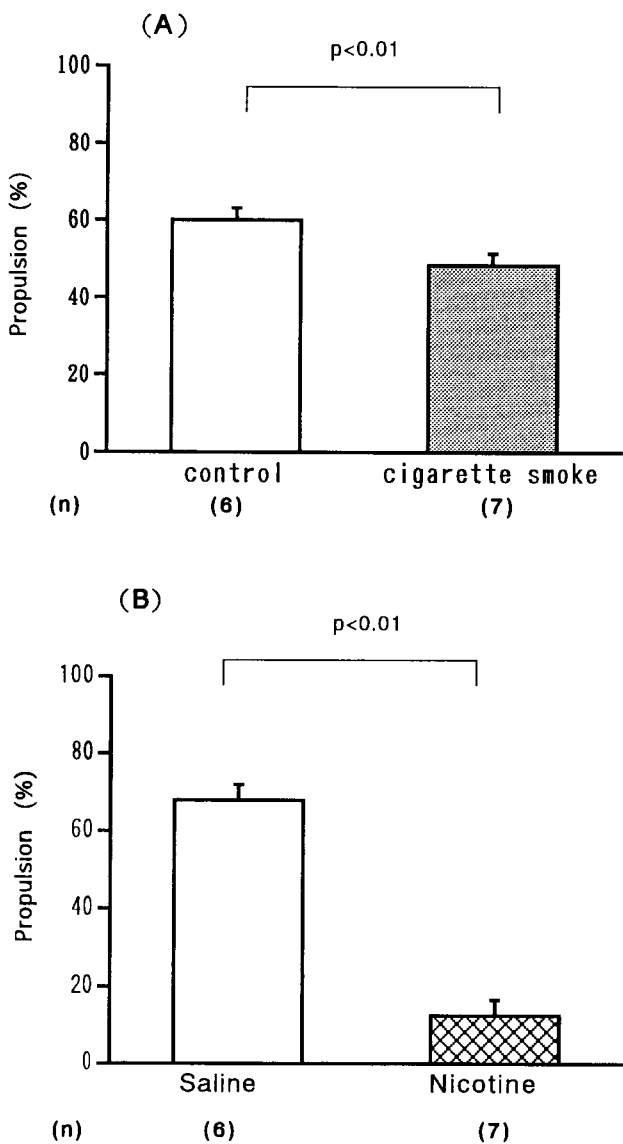 (A)
p<0.01
100
80
60
40
20
0
Propulsion (%)
control cigarette smoke
(n) (6) (7)
(B)
p<0.01
100
80
60
40
20
0
Propulsion (%)
Saline Nicotine
(n) (6) (7)